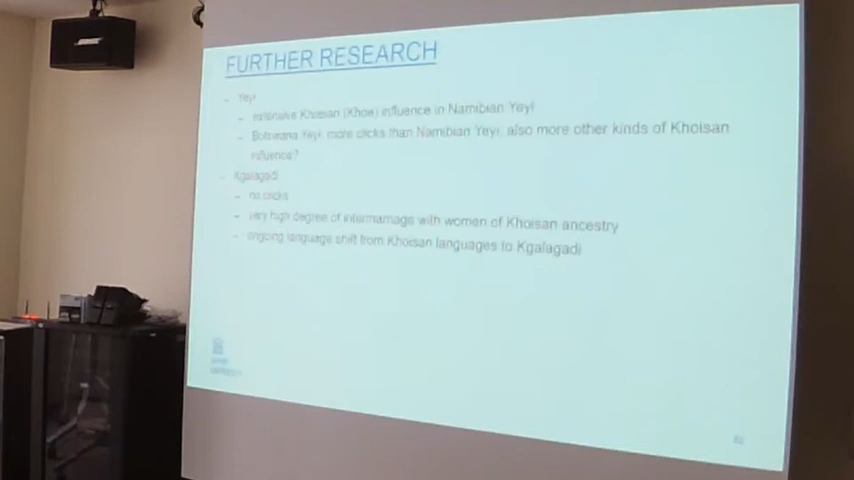 FURTHER RESEARCH
- Yeyi
- extensive Khoisan (Khoe) influence in Namibian Yeyi
- Botswana Yeyi: more clicks than Namibian Yeyi, also more other kinds of Khoisan
influence?
- Kgalagadi
- no clicks
- very high degree of intermarriage with women of Khoisan ancestry
- ongoing language shift from Khoisan languages to Kgalagadi